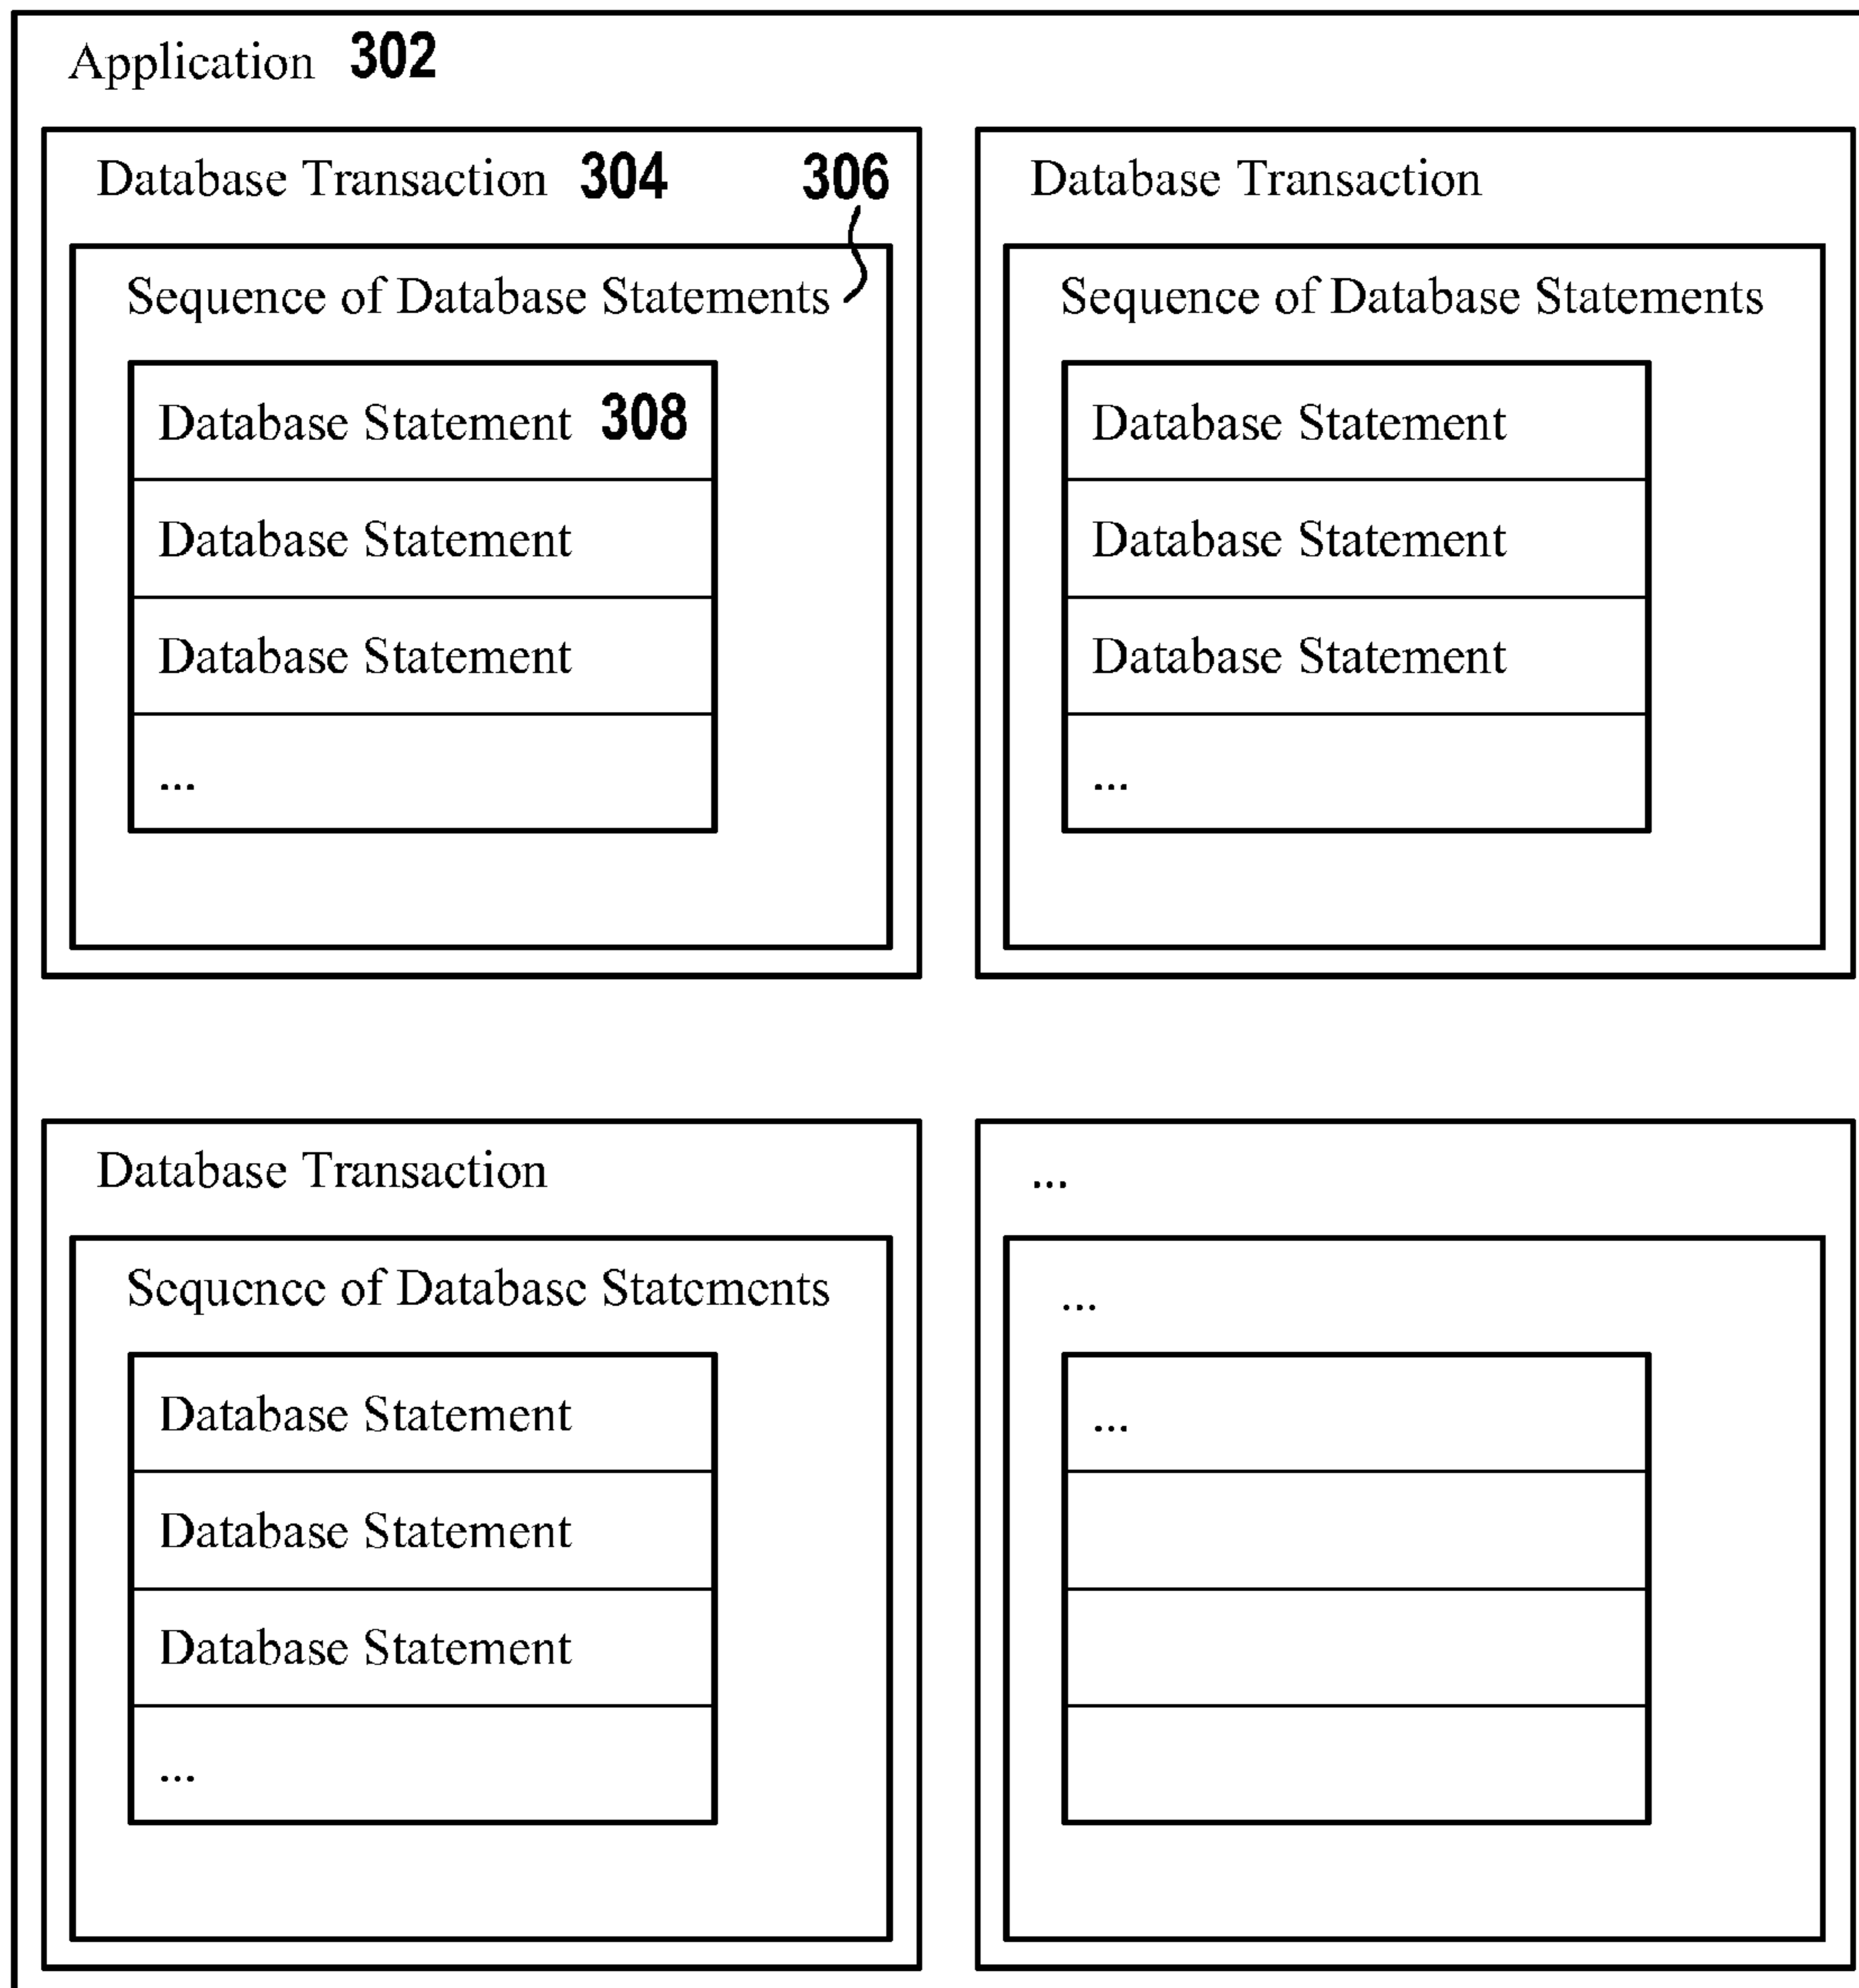 Application 302
Database Transaction 304 306
Sequence of Database Statements
Database Statement 308
Database Statement
Database Statement
...
Database Transaction
Sequence of Database Statements
Database Statement
Database Statement
Database Statement
...
Database Transaction
Sequence of Database Statements
Database Statement
Database Statement
Database Statement
...
...
...
...